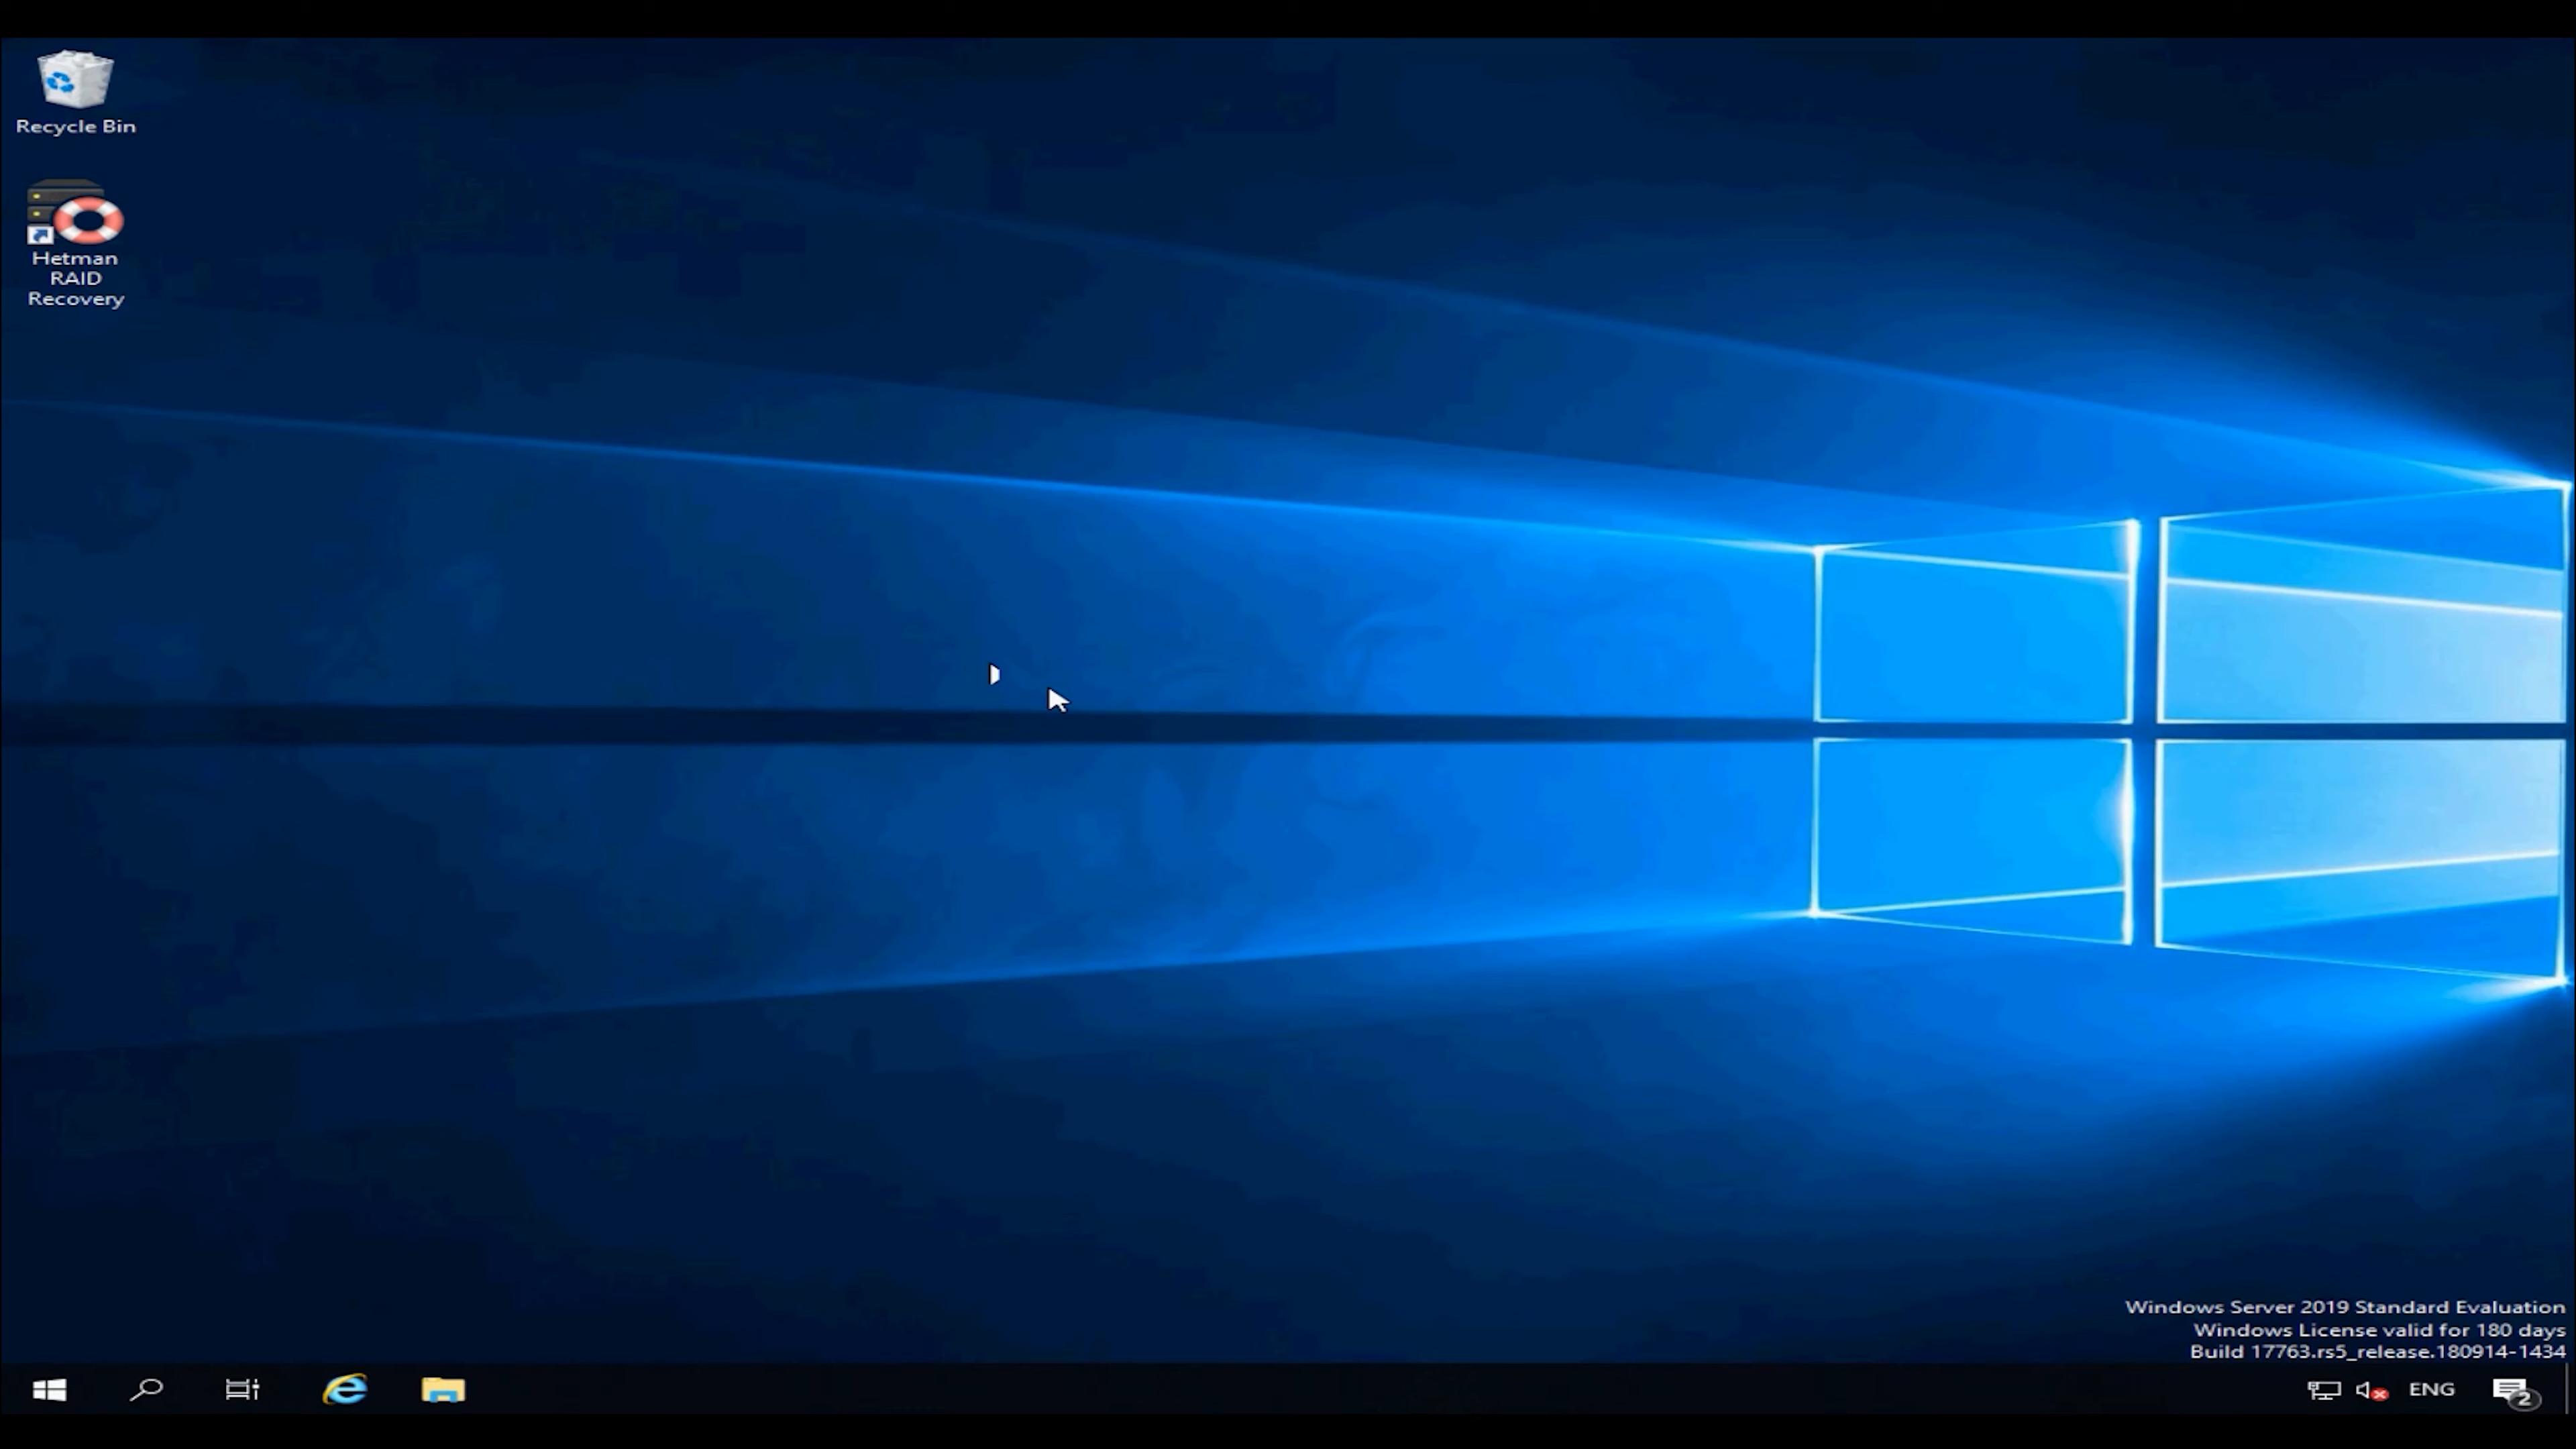 Recycle Bin
Hetman
RAID
Recovery
Windows Server 2019 Standard Evaluation
Windows License valid for 180 days
Build 17763.rs5_release.180914-1434
ENG
2